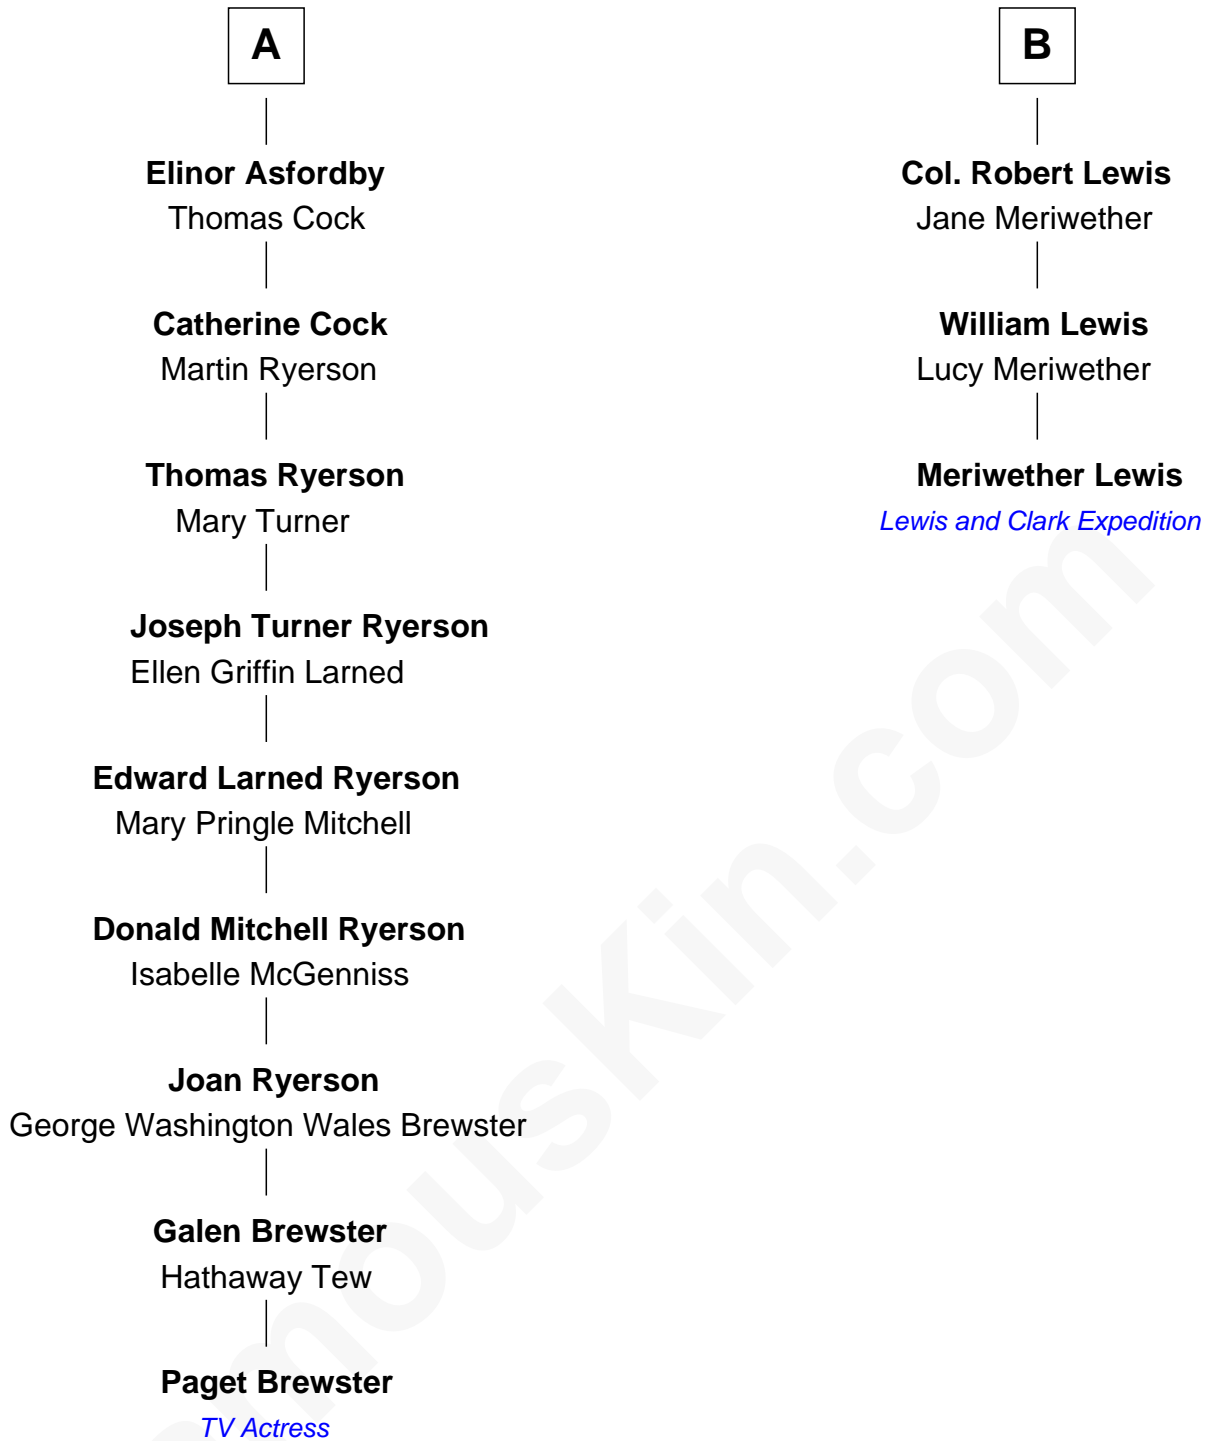 A
Elinor Asfordby
Thomas Cock
Catherine Cock
Martin Ryerson
Thomas Ryerson
Mary Turner
Joseph Turner Ryerson
Ellen Griffin Larned
Edward Larned Ryerson
Mary Pringle Mitchell
Donald Mitchell Ryerson
Isabelle McGenniss
Joan Ryerson
George Washington Wales Brewster
Galen Brewster
Hathaway Tew
Paget Brewster
TV Actress
B
Col. Robert Lewis
Jane Meriwether
William Lewis
Lucy Meriwether
Meriwether Lewis
Lewis and Clark Expedition
mousKin.com